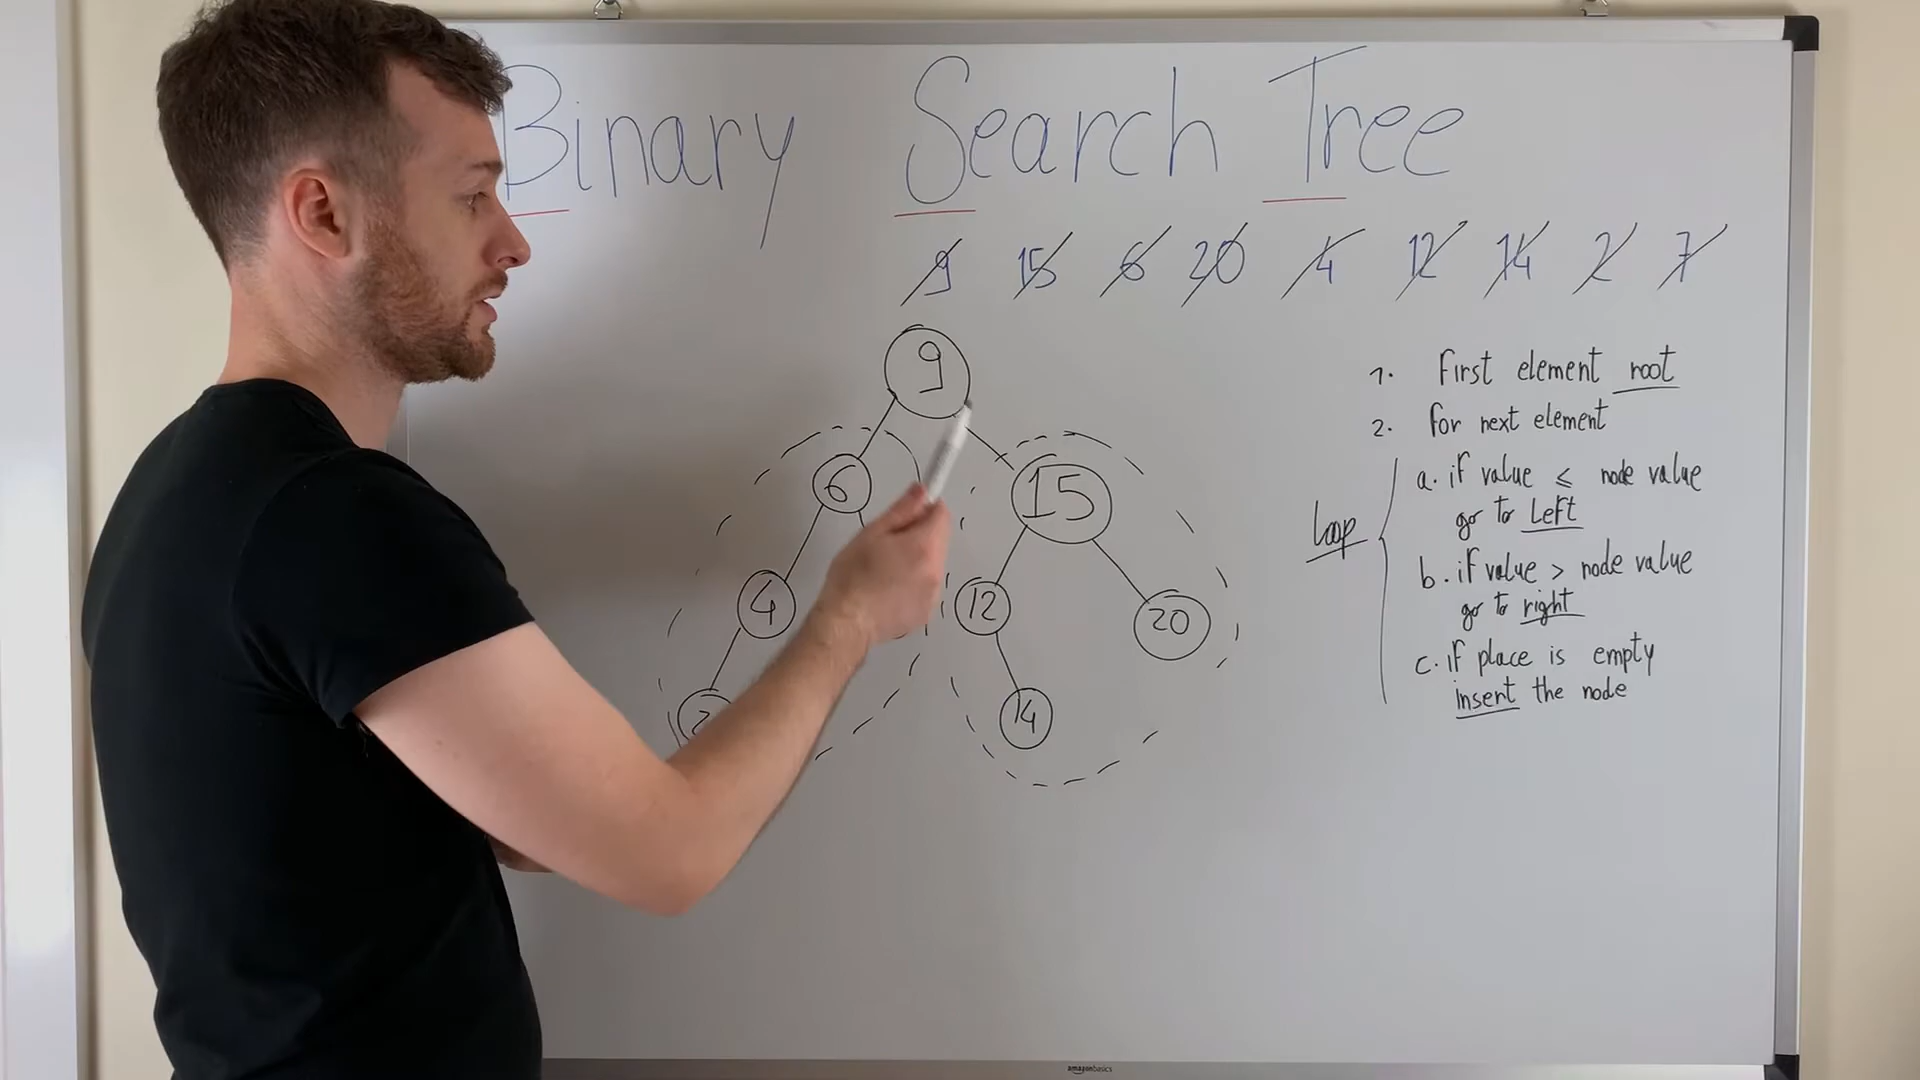 Binary Search Tree
9 15 6 20 4 12 14 2 7
9
6 15
4 12 20
2 14
1. First element root
2. For next element
Loop
a. if value ≤ node value
go to Left
b. if value > node value
go to right
c. if place is empty
insert the node
amazonbasics